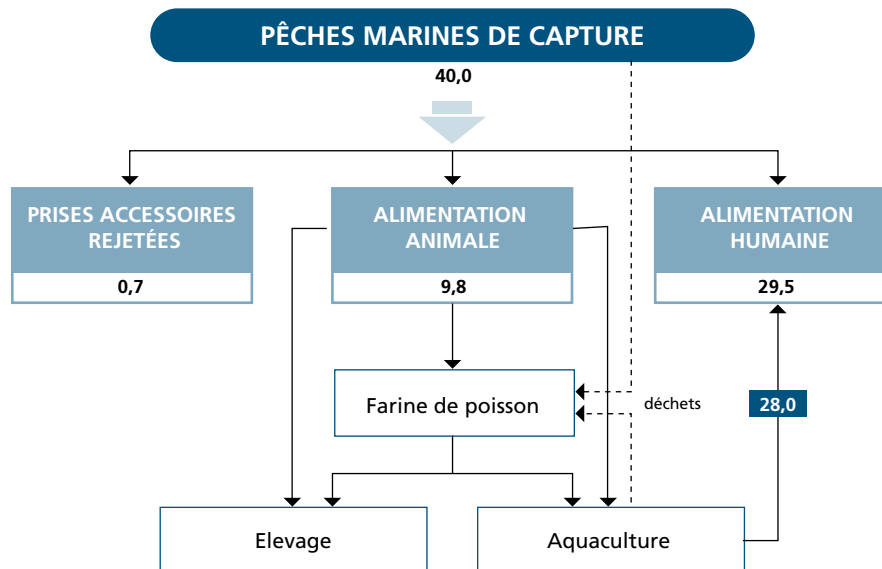 PÊCHES MARINES DE CAPTURE
40,0
PRISES ACCESSOIRES
REJETÉES
0,7
ALIMENTATION
ANIMALE
9,8
ALIMENTATION
HUMAINE
29,5
Farine de poisson
déchets
28,0
Elevage
Aquaculture